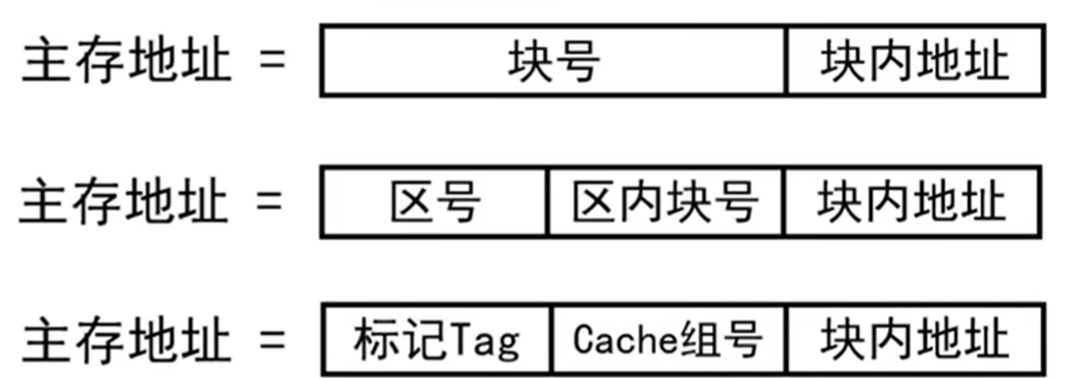 主存地址 = 块号 块内地址
主存地址 = 区号 区内块号 块内地址
主存地址 = 标记Tag Cache组号 块内地址